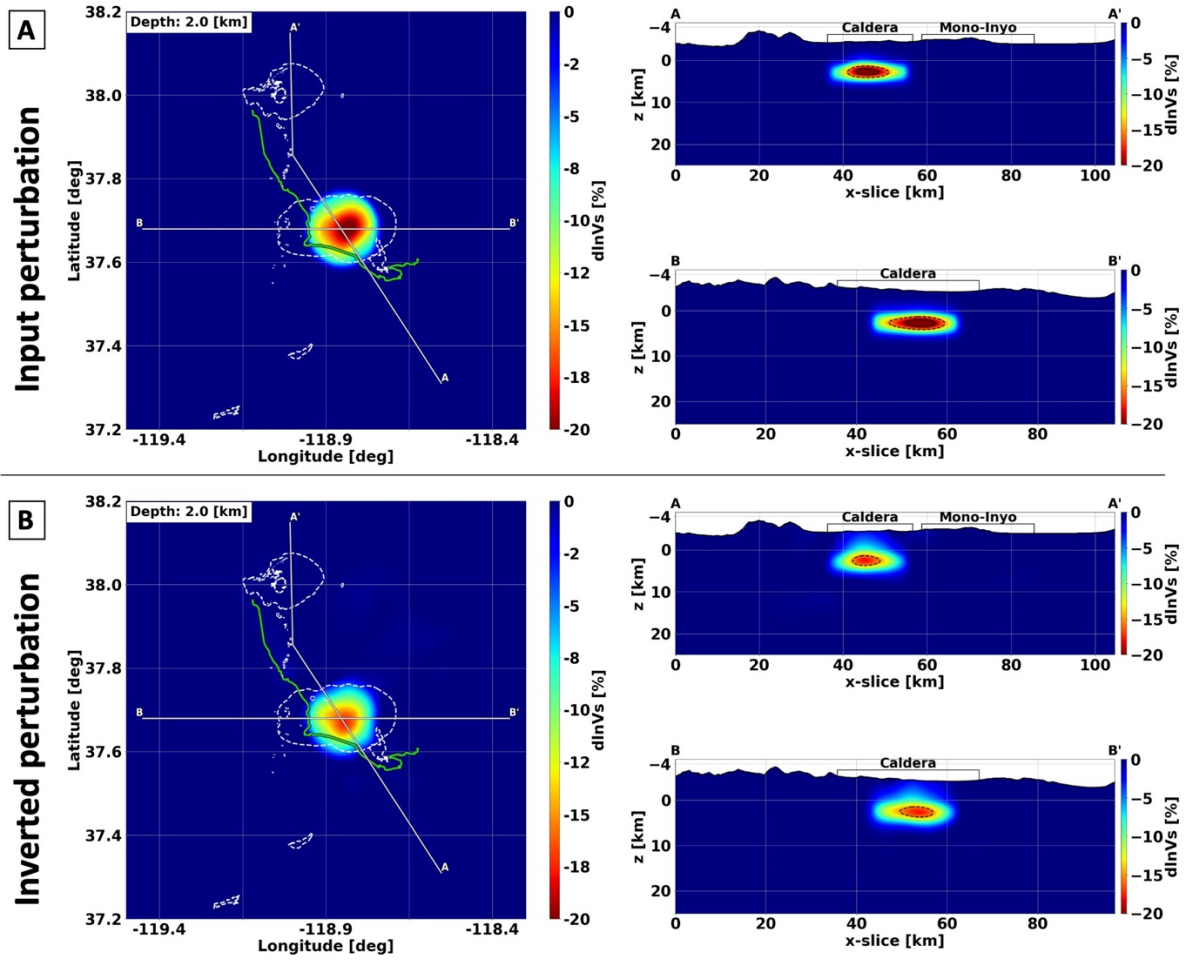 A
Input perturbation
Depth: 2.0 [km]
A'
B
B'
A
38.2
38.0
37.8
37.6
37.4
37.2
Latitude [deg]
-119.4
-118.9
-118.4
Longitude [deg]
0
-2
-5
-8
-10
-12
-15
-18
-20
dlnVs [%]
A
A'
Caldera
Mono-Inyo
−4
0
10
20
z [km]
0
20
40
60
80
100
x-slice [km]
0
−5
−10
−15
−20
dlnVs [%]
B
B'
Caldera
−4
0
10
20
z [km]
0
20
40
60
80
x-slice [km]
0
−5
−10
−15
−20
dlnVs [%]
B
Inverted perturbation
Depth: 2.0 [km]
A'
B
B'
A
38.2
38.0
37.8
37.6
37.4
37.2
Latitude [deg]
-119.4
-118.9
-118.4
Longitude [deg]
0
-2
-5
-8
-10
-12
-15
-18
-20
dlnVs [%]
A
A'
Caldera
Mono-Inyo
−4
0
10
20
z [km]
0
20
40
60
80
100
x-slice [km]
0
−5
−10
−15
−20
dlnVs [%]
B
B'
Caldera
−4
0
10
20
z [km]
0
20
40
60
80
x-slice [km]
0
−5
−10
−15
−20
dlnVs [%]